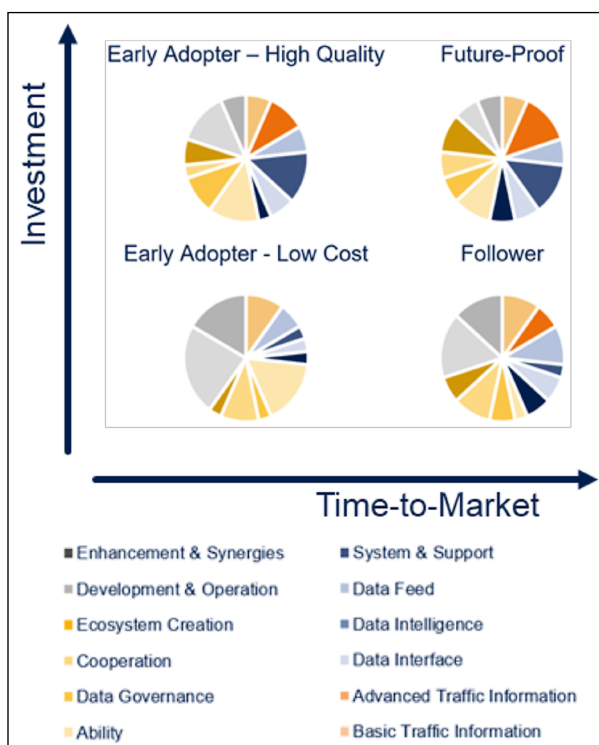 Early Adopter – High Quality
Future-Proof
Investment
Early Adopter - Low Cost
Follower
Time-to-Market
Enhancement & Synergies
System & Support
Development & Operation
Data Feed
Ecosystem Creation
Data Intelligence
Cooperation
Data Interface
Data Governance
Advanced Traffic Information
Ability
Basic Traffic Information